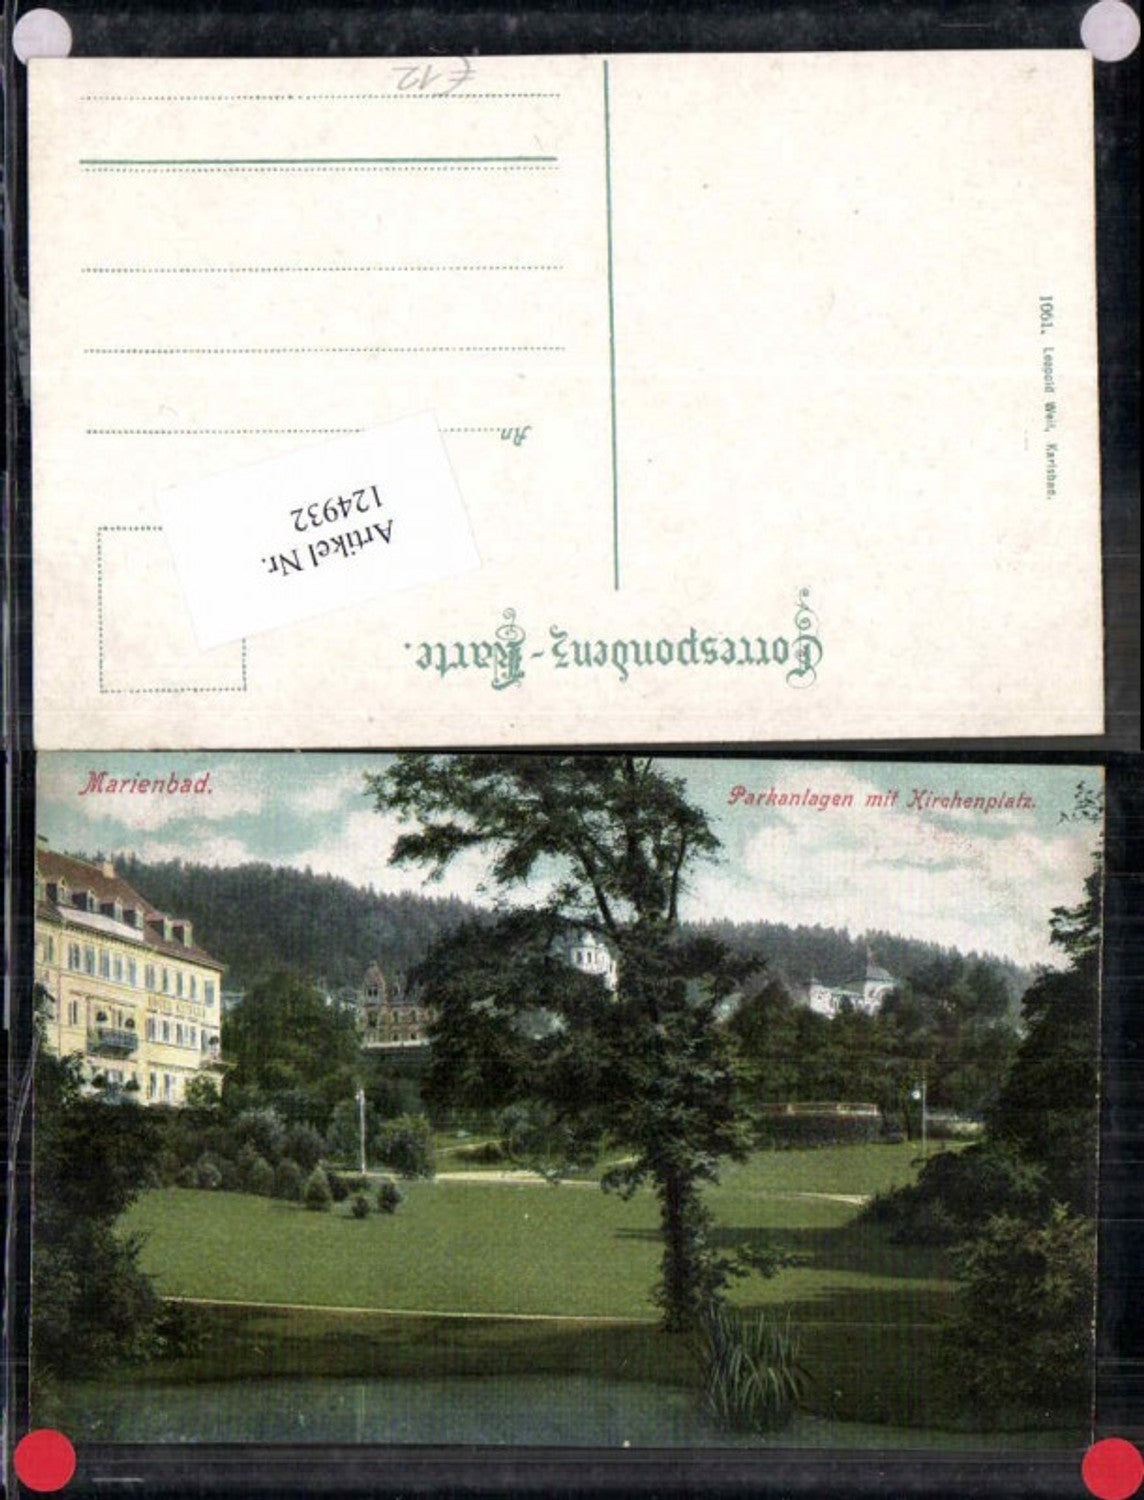 €12
An
Artikel Nr.
124932
Correspondenz-Karte.
1061. Leopold Weil, Karlsbad.
Marienbad.
Parkanlagen mit Kirchenplatz.